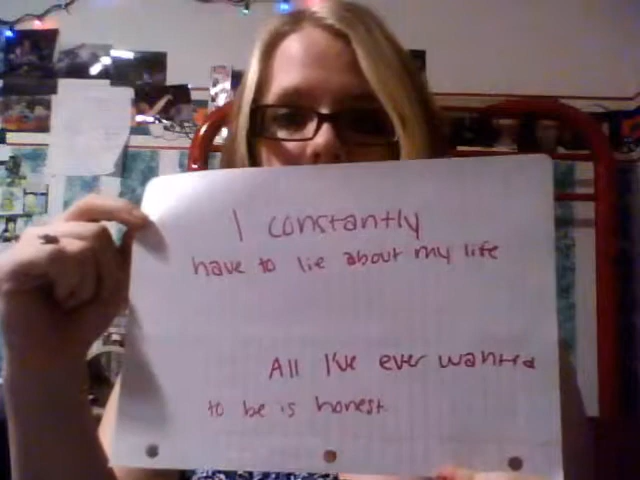 I constantly
have to lie about my life
All I've ever wanted
to be is honest.